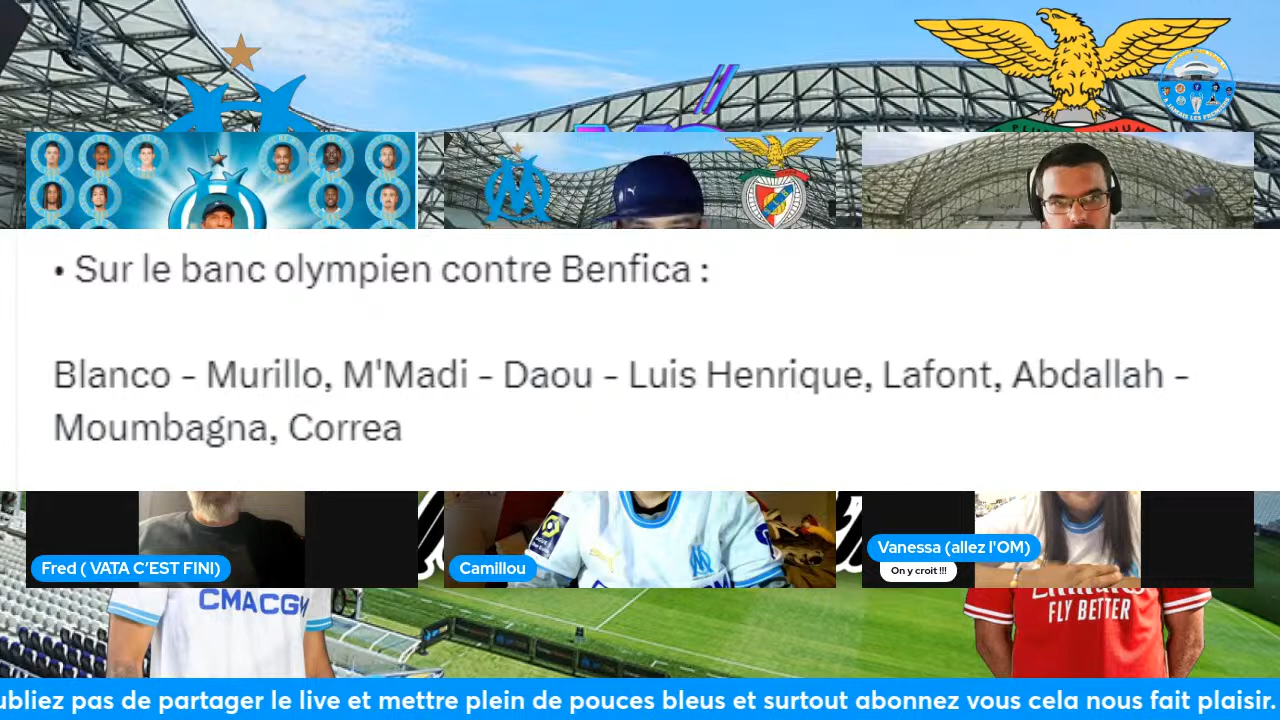 • Sur le banc olympien contre Benfica :
Blanco - Murillo, M'Madi - Daou - Luis Henrique, Lafont, Abdallah -
Moumbagna, Correa
Fred ( VATA C'EST FINI)
Camillou
Vanessa (allez l'OM)
On y croit !!!
CMACGM
FLY BETTER
ubliez pas de partager le live et mettre plein de pouces bleus et surtout abonnez vous cela nous fait plaisir.